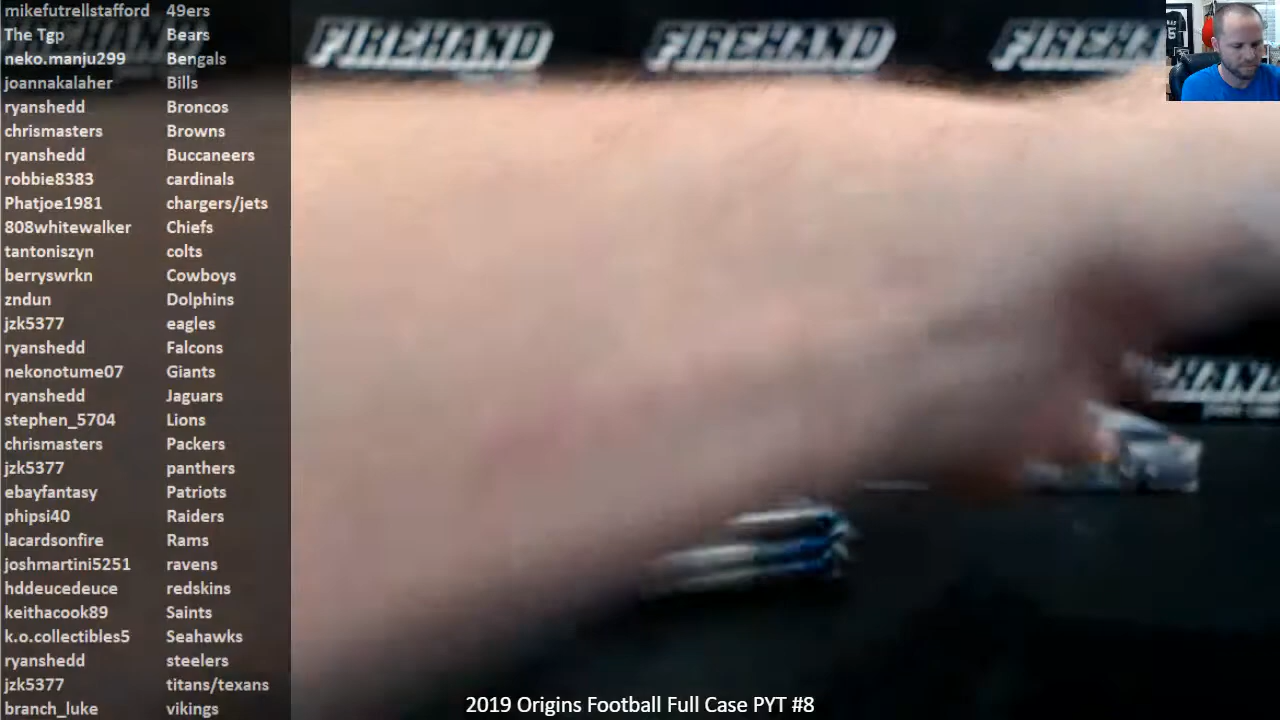 mikefutrellstafford 49ers
The Tgp Bears
neko.manju299 Bengals
joannakalaher Bills
ryanshedd Broncos
chrismasters Browns
ryanshedd Buccaneers
robbie8383 cardinals
Phatjoe1981 chargers/jets
808whitewalker Chiefs
tantoniszyn colts
berryswrkn Cowboys
zndun Dolphins
jzk5377 eagles
ryanshedd Falcons
nekonotume07 Giants
ryanshedd Jaguars
stephen_5704 Lions
chrismasters Packers
jzk5377 panthers
ebayfantasy Patriots
phipsi40 Raiders
lacardsonfire Rams
joshmartini5251 ravens
hddeucedeuce redskins
keithacook89 Saints
k.o.collectibles5 Seahawks
ryanshedd steelers
jzk5377 titans/texans
branch_luke vikings
FIREHAND FIREHAND FIREHA
2019 Origins Football Full Case PYT #8